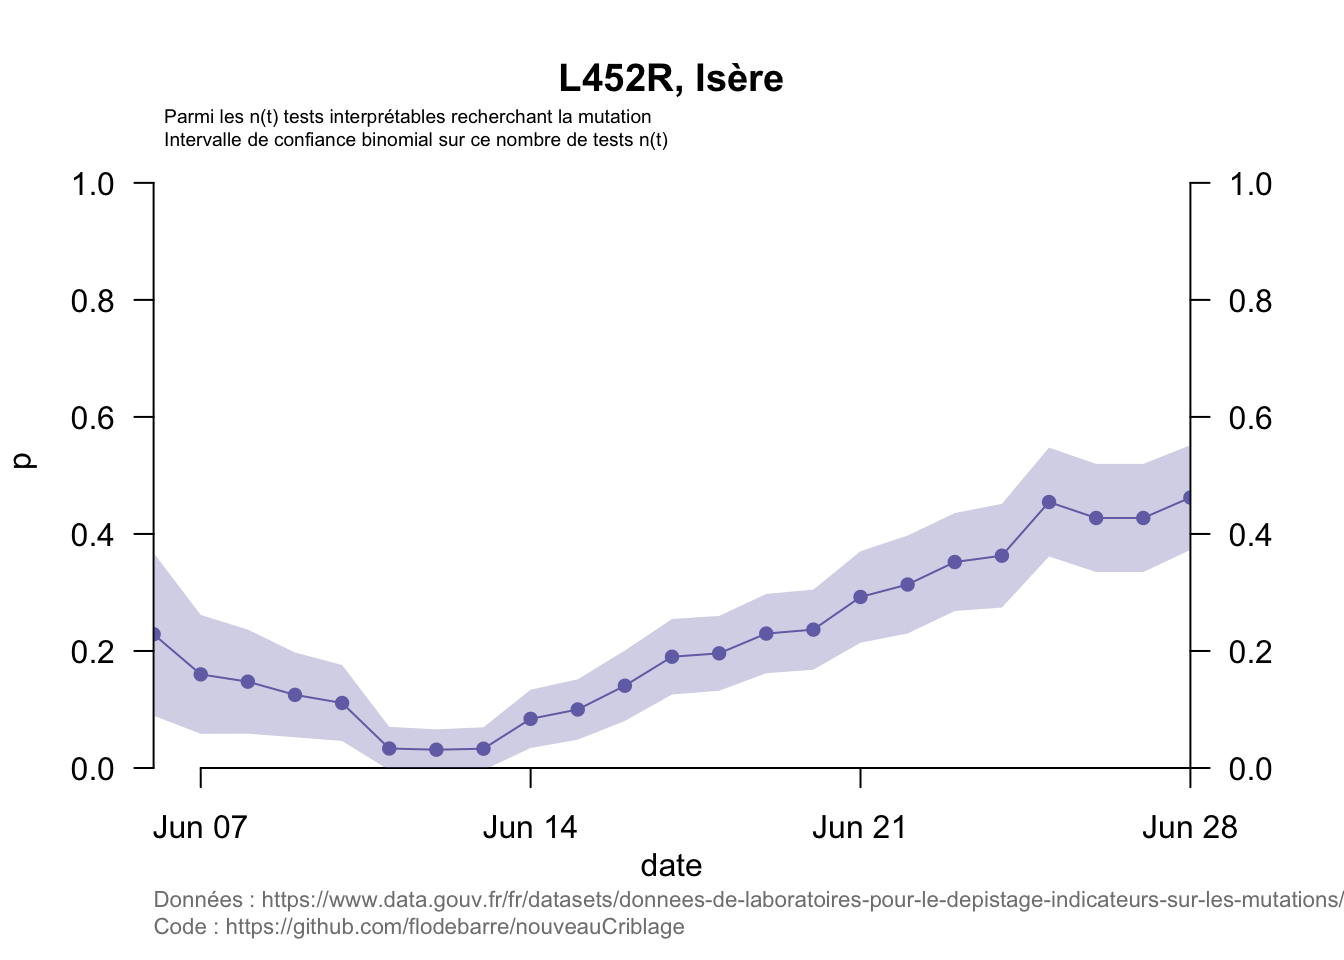 L452R, Isère
Parmi les n(t) tests interprétables recherchant la mutation
Intervalle de confiance binomial sur ce nombre de tests n(t)
1.0 1.0
0.8 0.8
0.6 0.6
p
0.4 0.4
0.2 0.2
0.0 0.0
Jun 07 Jun 14 Jun 21 Jun 28
date
Données : https://www.data.gouv.fr/fr/datasets/donnees-de-laboratoires-pour-le-depistage-indicateurs-sur-les-mutations/
Code : https://github.com/flodebarre/nouveauCriblage